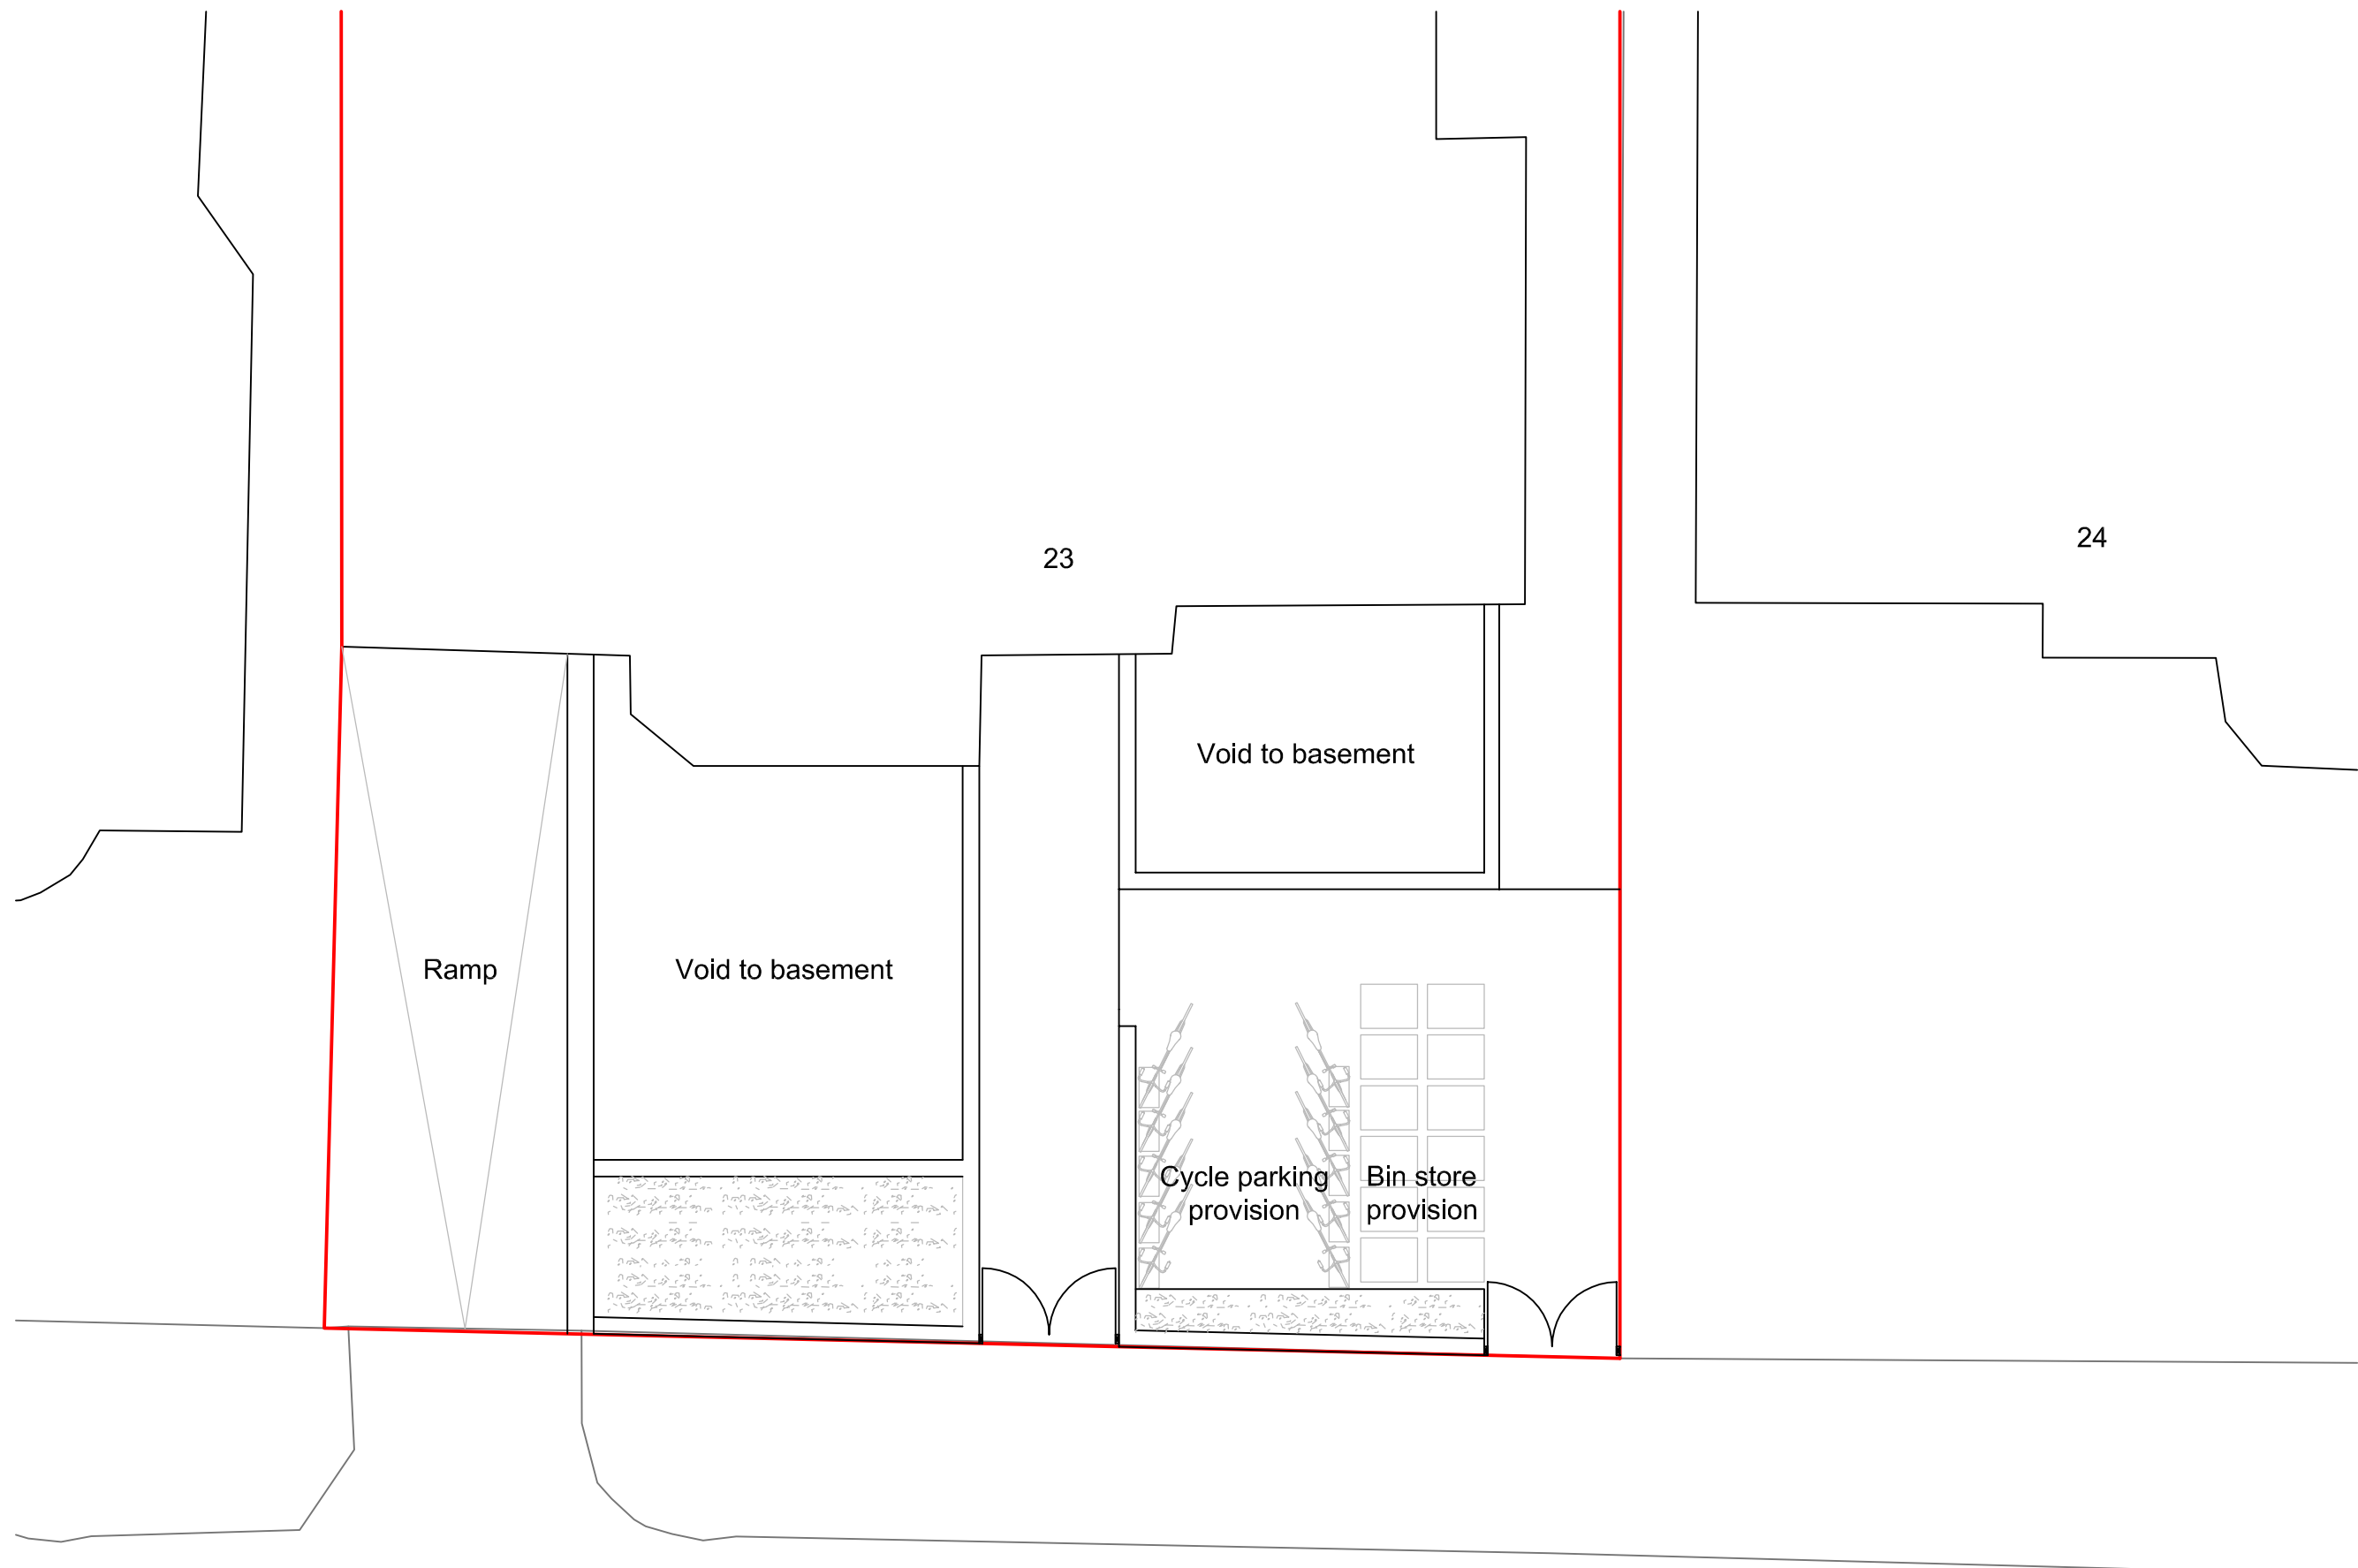 24
23
Void to basement
Ramp
Void to basement
Cycle parking
provision
Bin store
provision